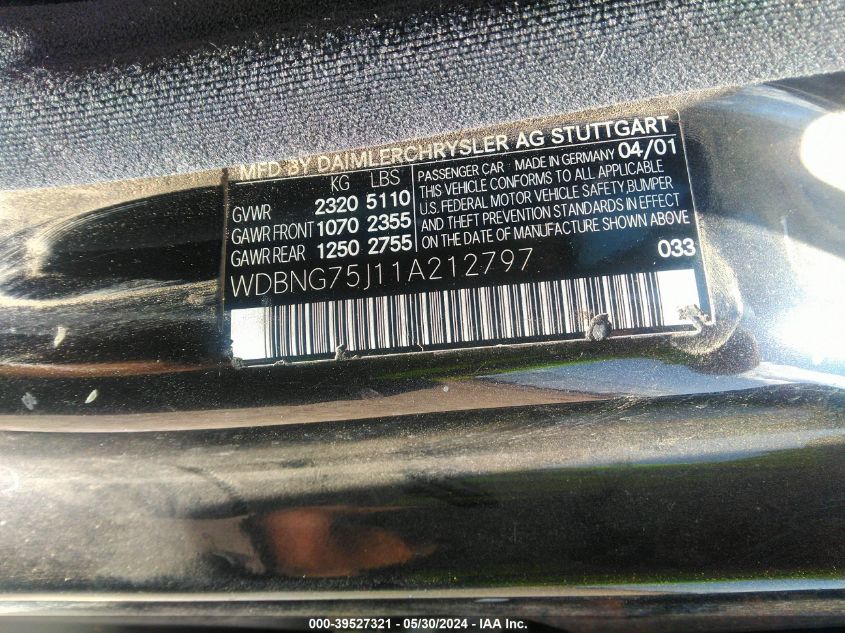 MFD BY DAIMLERCHRYSLER AG STUTTGART
KG LBS
GVWR 2320 5110
GAWR FRONT 1070 2355
GAWR REAR 1250 2755
PASSENGER CAR MADE IN GERMANY 04/01
THIS VEHICLE CONFORMS TO ALL APPLICABLE
U.S. FEDERAL MOTOR VEHICLE SAFETY BUMPER
AND THEFT PREVENTION STANDARDS IN EFFECT
ON THE DATE OF MANUFACTURE SHOWN ABOVE
033
WDBNG75J11A212797
000-39527321 - 05/30/2024 - IAA Inc.